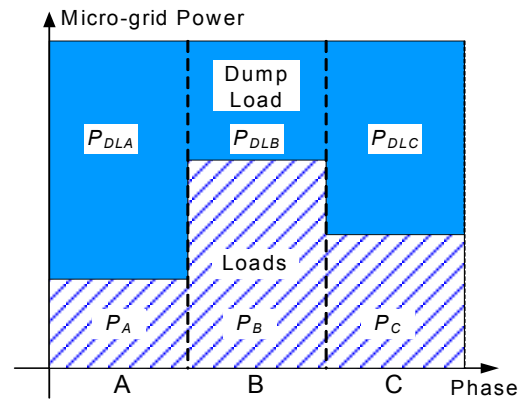 Micro-grid Power
Dump
Load
P_DLA P_DLB P_DLC
Loads
P_A P_B P_C
A B C Phase